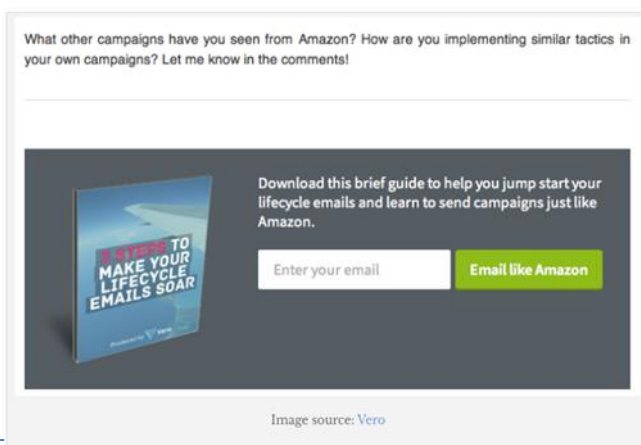 What other campaigns have you seen from Amazon? How are you implementing similar tactics in
your own campaigns? Let me know in the comments!
Download this brief guide to help you jump start your
lifecycle emails and learn to send campaigns just like
Amazon.
3 STEPS TO
MAKE YOUR
LIFECYCLE
EMAILS SOAR
Produced by Vero
Enter your email
Email like Amazon
Image source: Vero